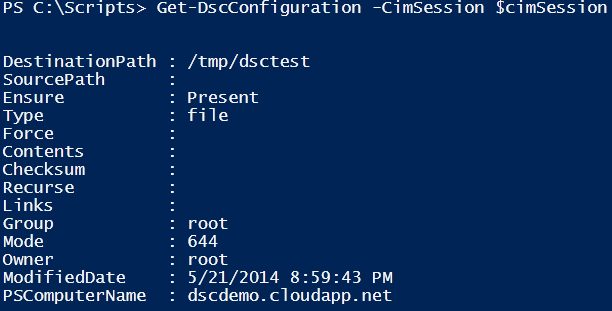 PS C:\Scripts> Get-DscConfiguration -CimSession $cimSession
DestinationPath : /tmp/dsctest
SourcePath :
Ensure : Present
Type : file
Force :
Contents :
Checksum :
Recurse :
Links :
Group : root
Mode : 644
Owner : root
ModifiedDate : 5/21/2014 8:59:43 PM
PSComputerName : dscdemo.cloudapp.net